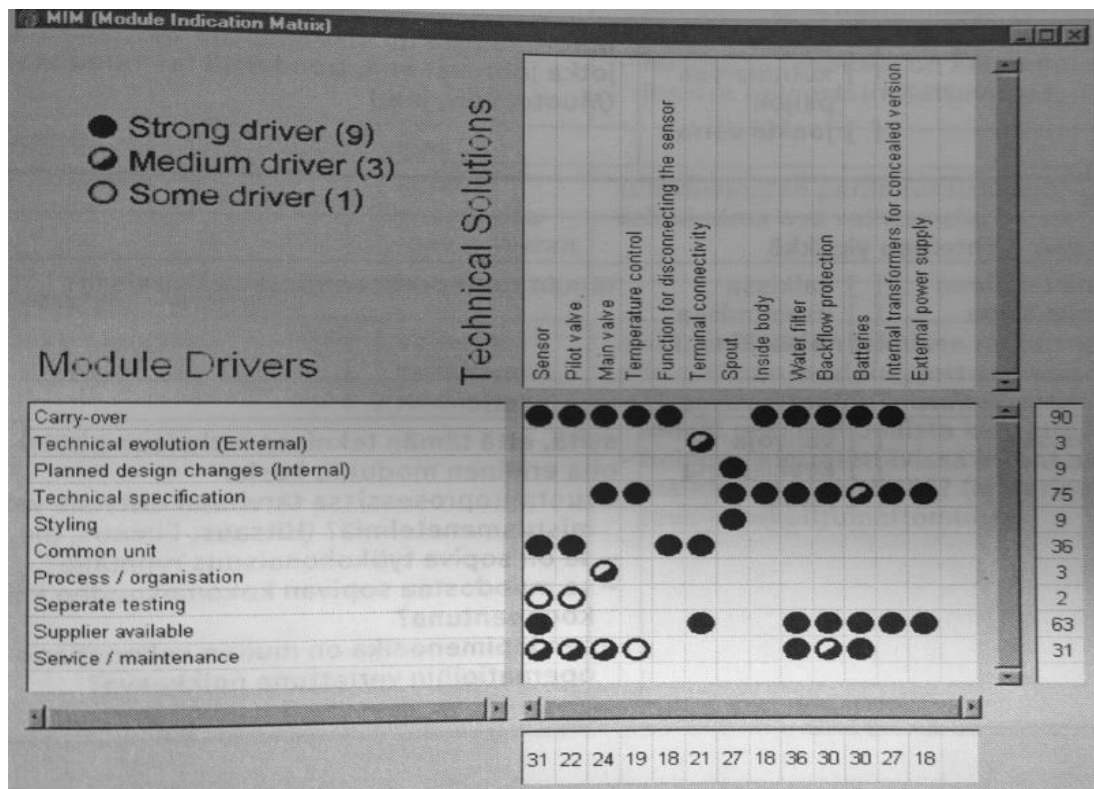 MIM (Module Indication Matrix)
Strong driver (9)
Medium driver (3)
Some driver (1)
Module Drivers
Technical Solutions
Sensor
Pilot valve
Main valve
Temperature control
Function for disconnecting the sensor
Terminal connectivity
Spout
Inside body
Water filter
Backflow protection
Batteries
Internal transformers for concealed version
External power supply
Carry-over 90
Technical evolution (External) 3
Planned design changes (Internal) 9
Technical specification 75
Styling 9
Common unit 36
Process / organisation 3
Seperate testing 2
Supplier available 63
Service / maintenance 31
31 22 24 19 18 21 27 18 36 30 30 27 18